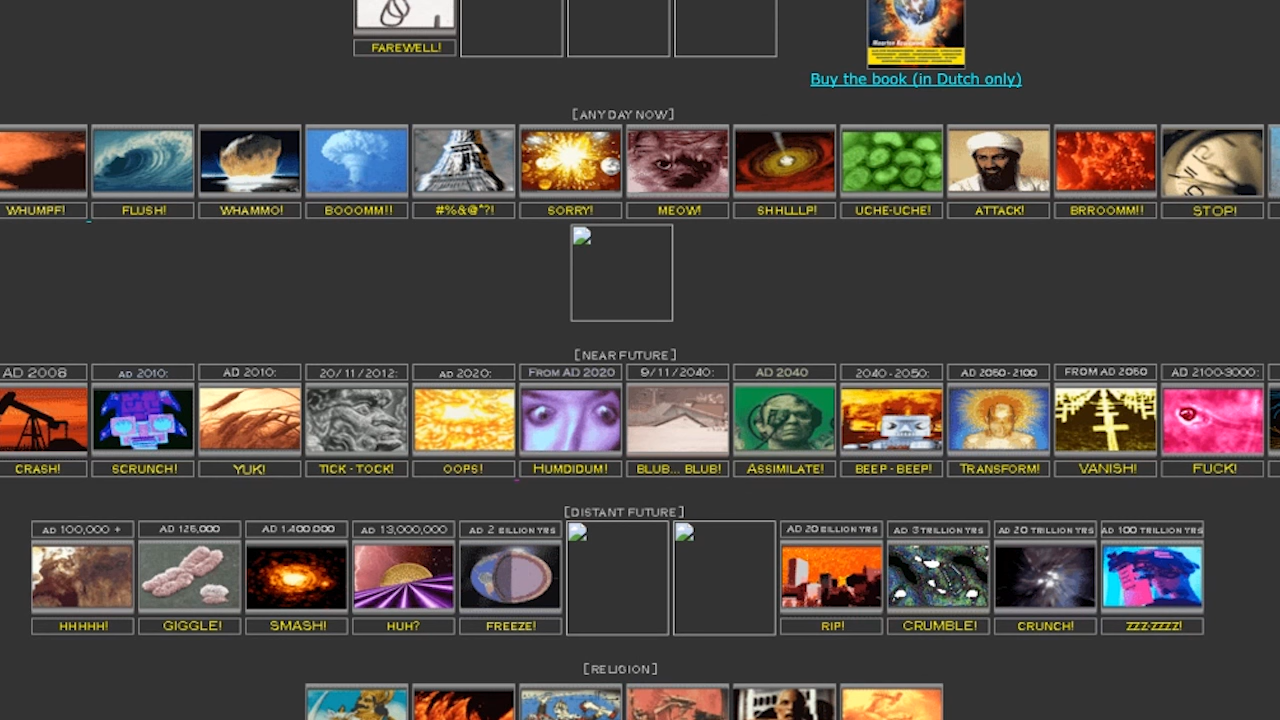 FAREWELL!
Buy the book (in Dutch only)
[ANY DAY NOW]
WHUMPF! FLUSH! WHAMMO! BOOOMM!! #%&@*?! SORRY! MEOW! SHHLLLP! UCHE-UCHE! ATTACK! BRROOMM!! STOP!
[NEAR FUTURE]
AD 2008 AD 2010: AD 2010: 20/11/2012: AD 2020: FROM AD 2020 9/11/2040: AD 2040 2040-2050: AD 2050-2100 FROM AD 2050 AD 2100-3000:
CRASH! SCRUNCH! YUK! TICK-TOCK! OOPS! HUMDIDUM! BLUB... BLUB! ASSIMILATE! BEEP-BEEP! TRANSFORM! VANISH! FUCK!
[DISTANT FUTURE]
AD 100,000 + AD 125,000 AD 1.400.000 AD 13,000,000 AD 2 BILLION YRS AD 20 BILLION YRS AD 3 TRILLION YRS AD 20 TRILLION YRS AD 100 TRILLION YRS
HHHHH! GIGGLE! SMASH! HUH? FREEZE! RIP! CRUMBLE! CRUNCH! ZZZ-ZZZZ!
[RELIGION]